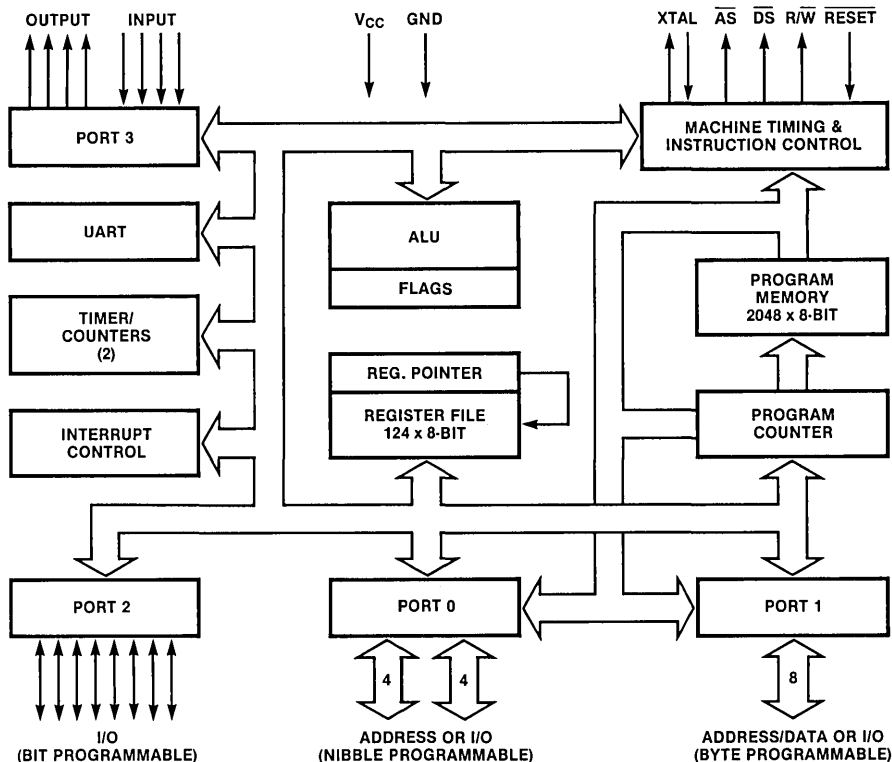 OUTPUT INPUT VCC GND XTAL AS DS R/W RESET
PORT 3
MACHINE TIMING &
INSTRUCTION CONTROL
UART
ALU
FLAGS
PROGRAM
MEMORY
2048 x 8-BIT
TIMER/
COUNTERS
(2)
REG. POINTER
REGISTER FILE
124 x 8-BIT
PROGRAM
COUNTER
INTERRUPT
CONTROL
PORT 2
PORT 0
PORT 1
4 4 8
I/O
(BIT PROGRAMMABLE)
ADDRESS OR I/O
(NIBBLE PROGRAMMABLE)
ADDRESS/DATA OR I/O
(BYTE PROGRAMMABLE)